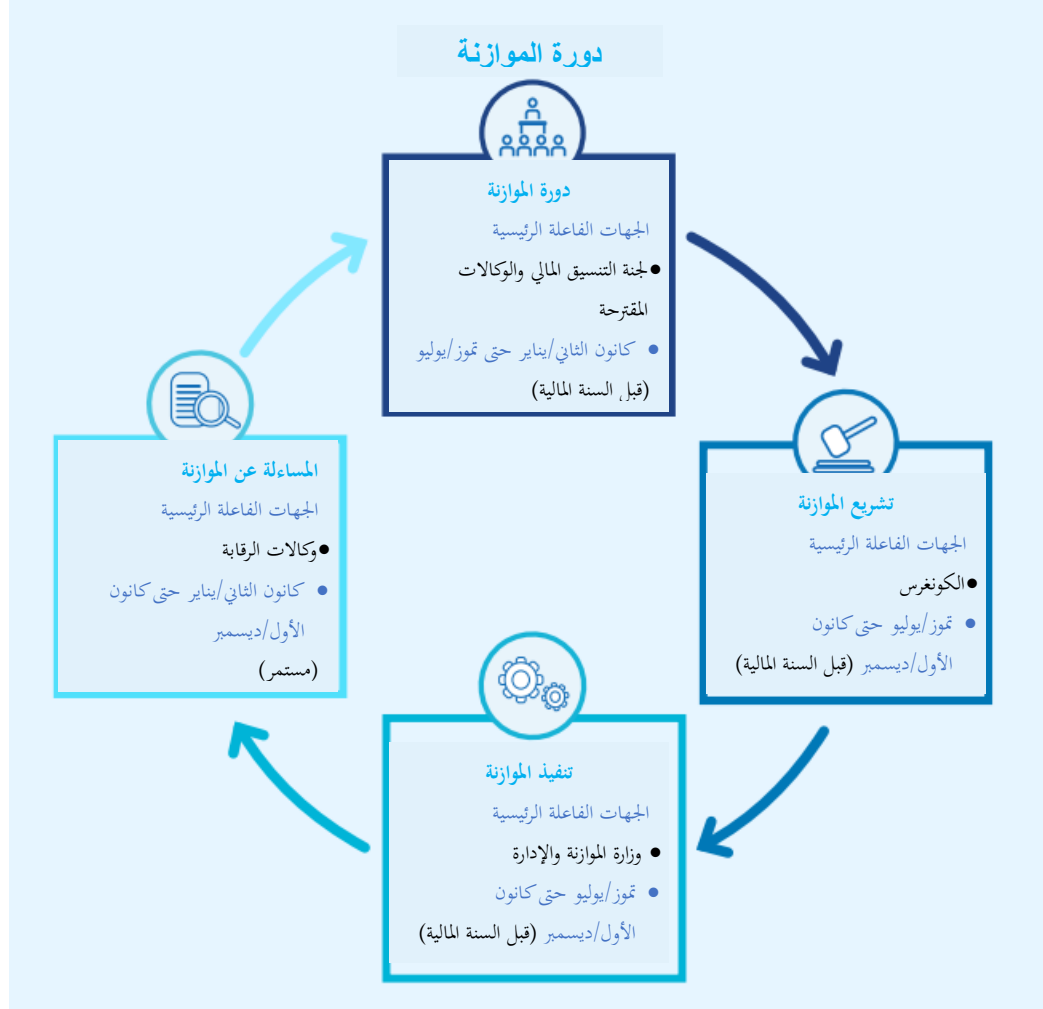 دورة الموازنة
دورة الموازنة
الجهات الفاعلة الرئيسية
●لجنة التنسيق المالي والوكالات
المقترحة
● كانون الثاني/يناير حتى تموز/يوليو
(قبل السنة المالية)
تشريع الموازنة
الجهات الفاعلة الرئيسية
●الكونغرس
● تموز/يوليو حتى كانون
الأول/ديسمبر (قبل السنة المالية)
تنفيذ الموازنة
الجهات الفاعلة الرئيسية
● وزارة الموازنة والإدارة
● تموز/يوليو حتى كانون
الأول/ديسمبر (قبل السنة المالية)
المساءلة عن الموازنة
الجهات الفاعلة الرئيسية
●وكالات الرقابة
● كانون الثاني/يناير حتى كانون
الأول/ديسمبر
(مستمر)